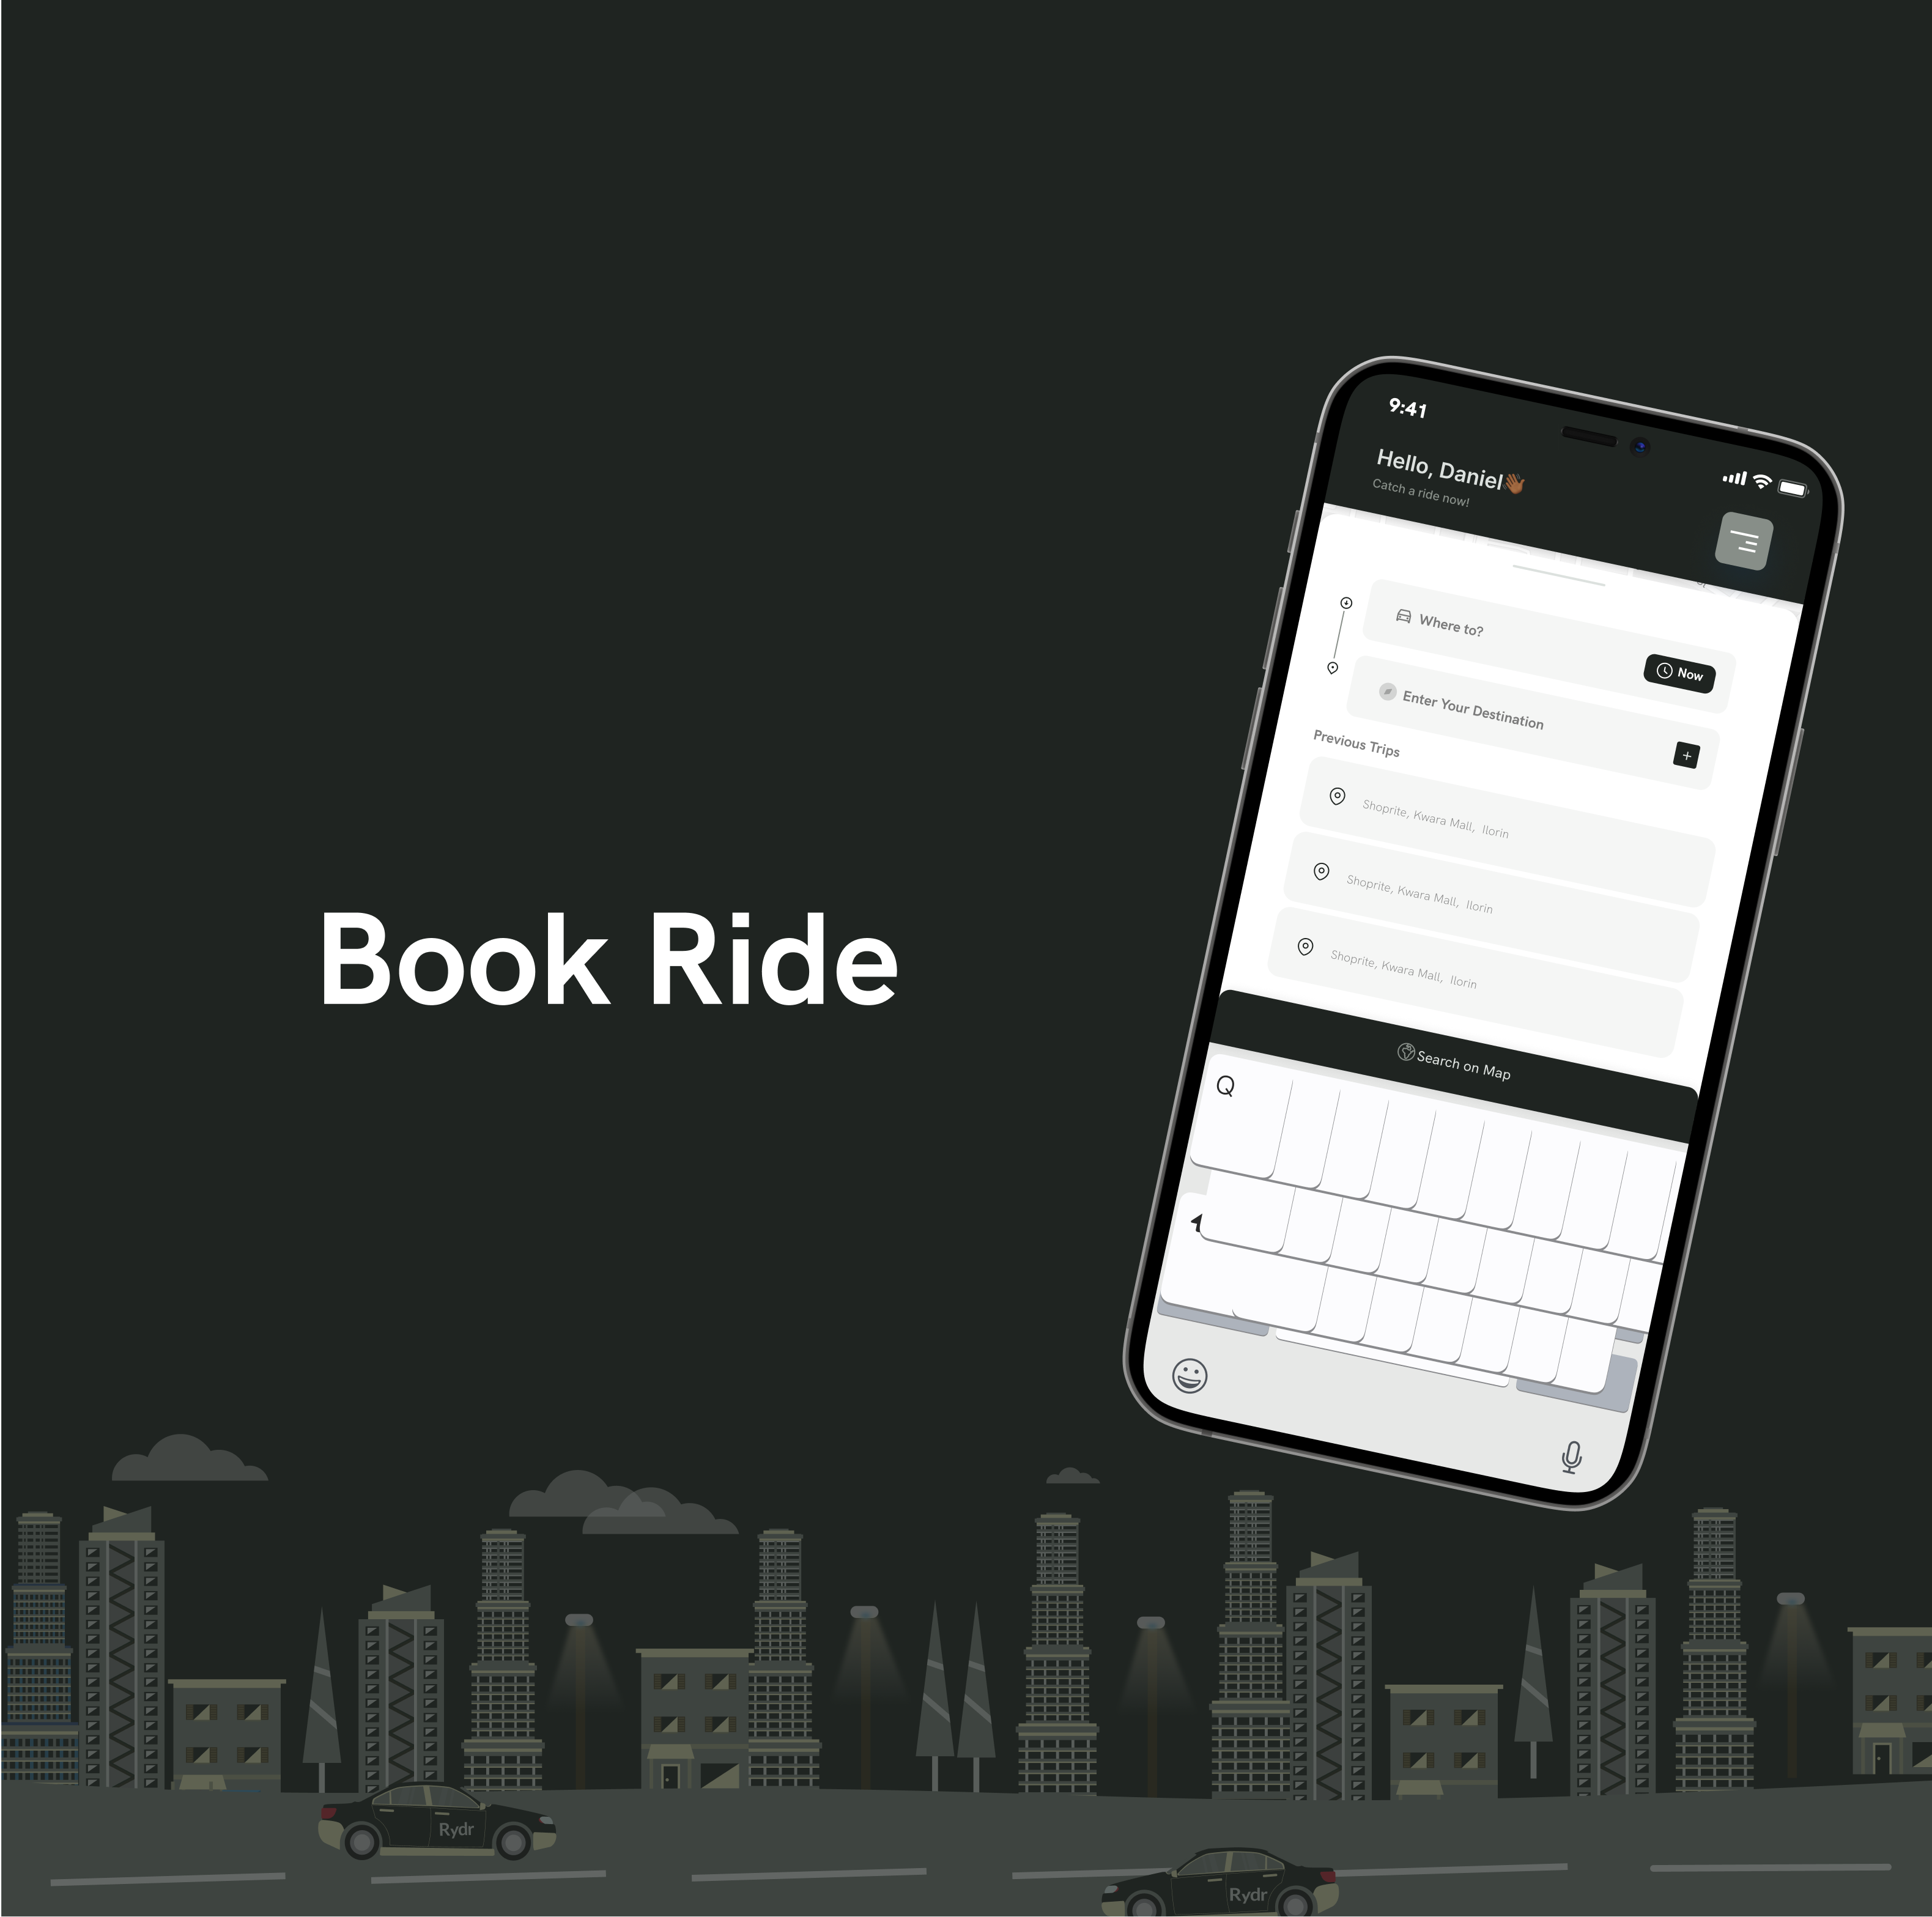 9:41
Hello, Daniel👋🏾
Catch a ride now!
Where to?
Now
Enter Your Destination
+
Previous Trips
Shoprite, Kwara Mall, Ilorin
Shoprite, Kwara Mall, Ilorin
Shoprite, Kwara Mall, Ilorin
Search on Map
Q
Book Ride
Rydr
Rydr